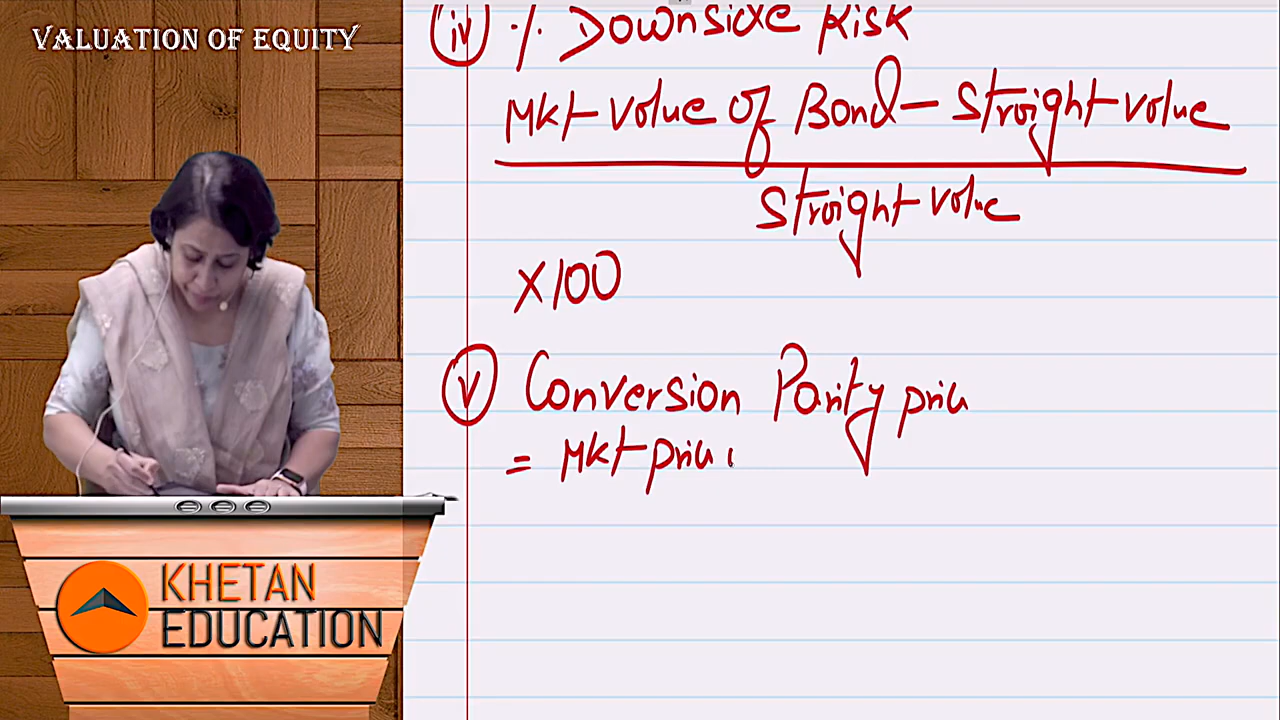 VALUATION OF EQUITY
(iv) % Downside Risk
Mkt value of Bond - Straight value
Straight value
X100
(v) Conversion Parity price
= Mkt price
KHETAN
EDUCATION